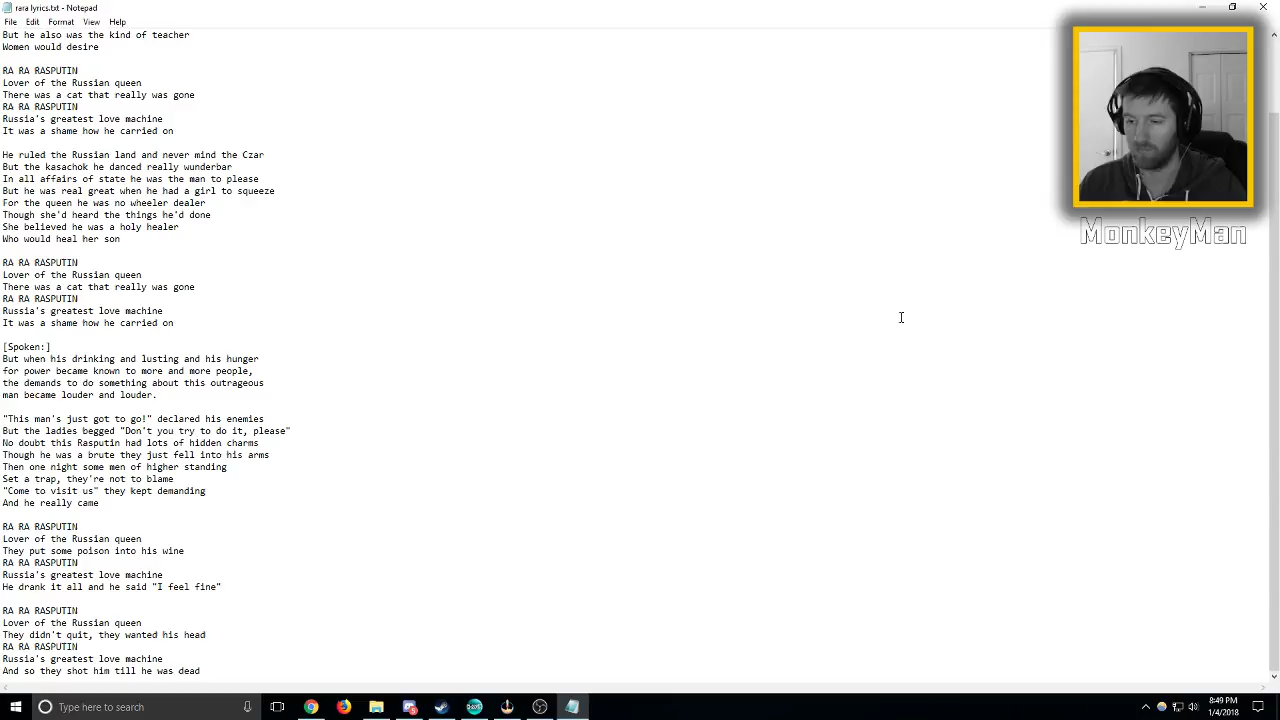 rara lyrics.txt - Notepad
File Edit Format View Help
But he also was the kind of teacher
Women would desire
RA RA RASPUTIN
Lover of the Russian queen
There was a cat that really was gone
RA RA RASPUTIN
Russia's greatest love machine
It was a shame how he carried on
He ruled the Russian land and never mind the Czar
But the kasachok he danced really wunderbar
In all affairs of state he was the man to please
But he was real great when he had a girl to squeeze
For the queen he was no wheeler dealer
Though she'd heard the things he'd done
She believed he was a holy healer
Who would heal her son
RA RA RASPUTIN
Lover of the Russian queen
There was a cat that really was gone
RA RA RASPUTIN
Russia's greatest love machine
It was a shame how he carried on
[Spoken:]
But when his drinking and lusting and his hunger
for power became known to more and more people,
the demands to do something about this outrageous
man became louder and louder.
"This man's just got to go!" declared his enemies
But the ladies begged "Don't you try to do it, please"
No doubt this Rasputin had lots of hidden charms
Though he was a brute they just fell into his arms
Then one night some men of higher standing
Set a trap, they're not to blame
"Come to visit us" they kept demanding
And he really came
RA RA RASPUTIN
Lover of the Russian queen
They put some poison into his wine
RA RA RASPUTIN
Russia's greatest love machine
He drank it all and he said "I feel fine"
RA RA RASPUTIN
Lover of the Russian queen
They didn't quit, they wanted his head
RA RA RASPUTIN
Russia's greatest love machine
And so they shot him till he was dead
MonkeyMan
Type here to search
8:49 PM
1/4/2018